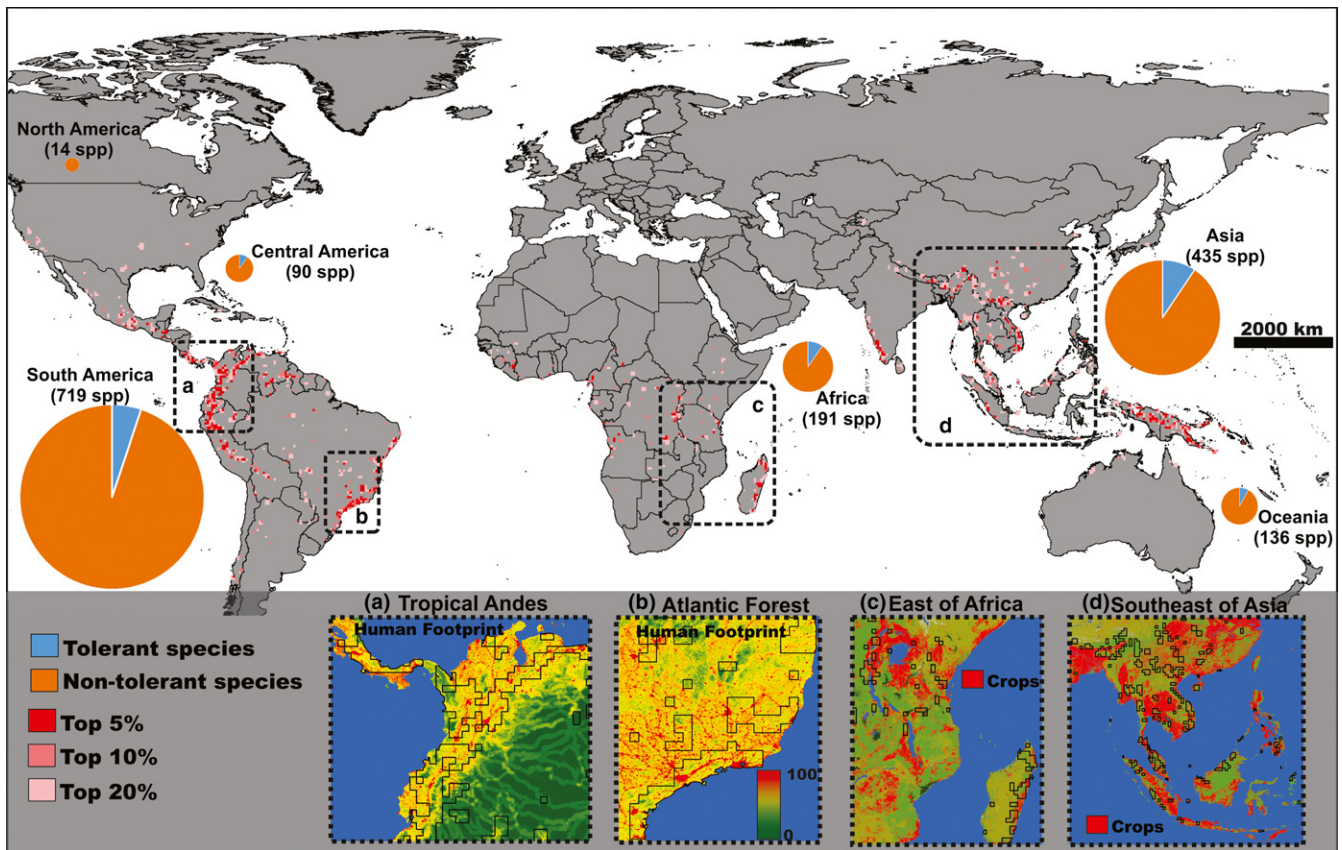 North America
(14 spp)
Central America
(90 spp)
Asia
(435 spp)
2000 km
South America
(719 spp)
a
b
Africa
(191 spp)
c
d
Oceania
(136 spp)
Tolerant species
Non-tolerant species
Top 5%
Top 10%
Top 20%
(a) Tropical Andes
Human Footprint
(b) Atlantic Forest
Human Footprint
100
0
(c) East of Africa
Crops
(d) Southeast of Asia
Crops